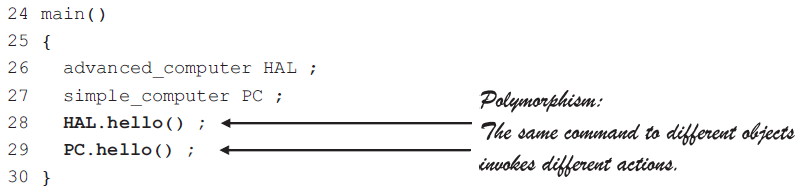 24 main()
25 {
26 advanced_computer HAL ;
27 simple_computer PC ;
28 HAL.hello() ;
29 PC.hello() ;
30 }
Polymorphism:
The same command to different objects
invokes different actions.